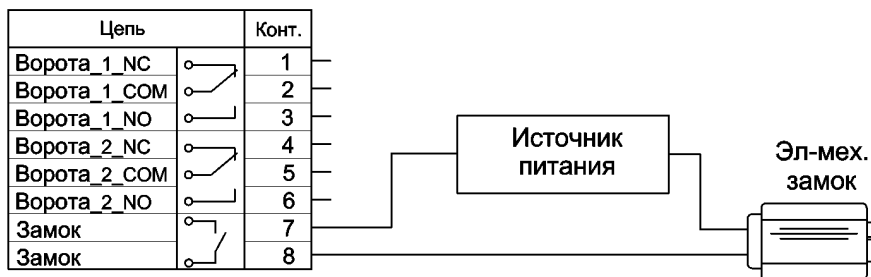 Цепь Конт.
Ворота_1_NC 1
Ворота_1_COM 2
Ворота_1_NO 3
Ворота_2_NC 4
Ворота_2_COM 5
Ворота_2_NO 6
Замок 7
Замок 8
Источник
питания
Эл-мех.
замок